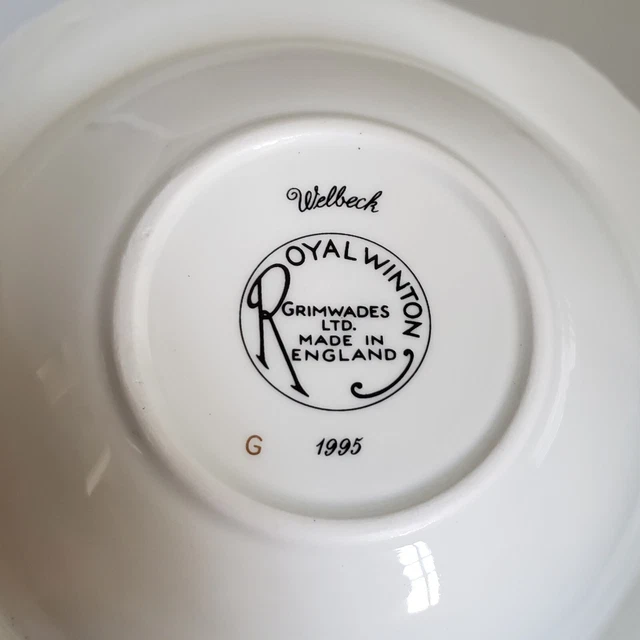 Welbeck
ROYAL WINTON
GRIMWADES
LTD.
MADE IN
ENGLAND
G 1995